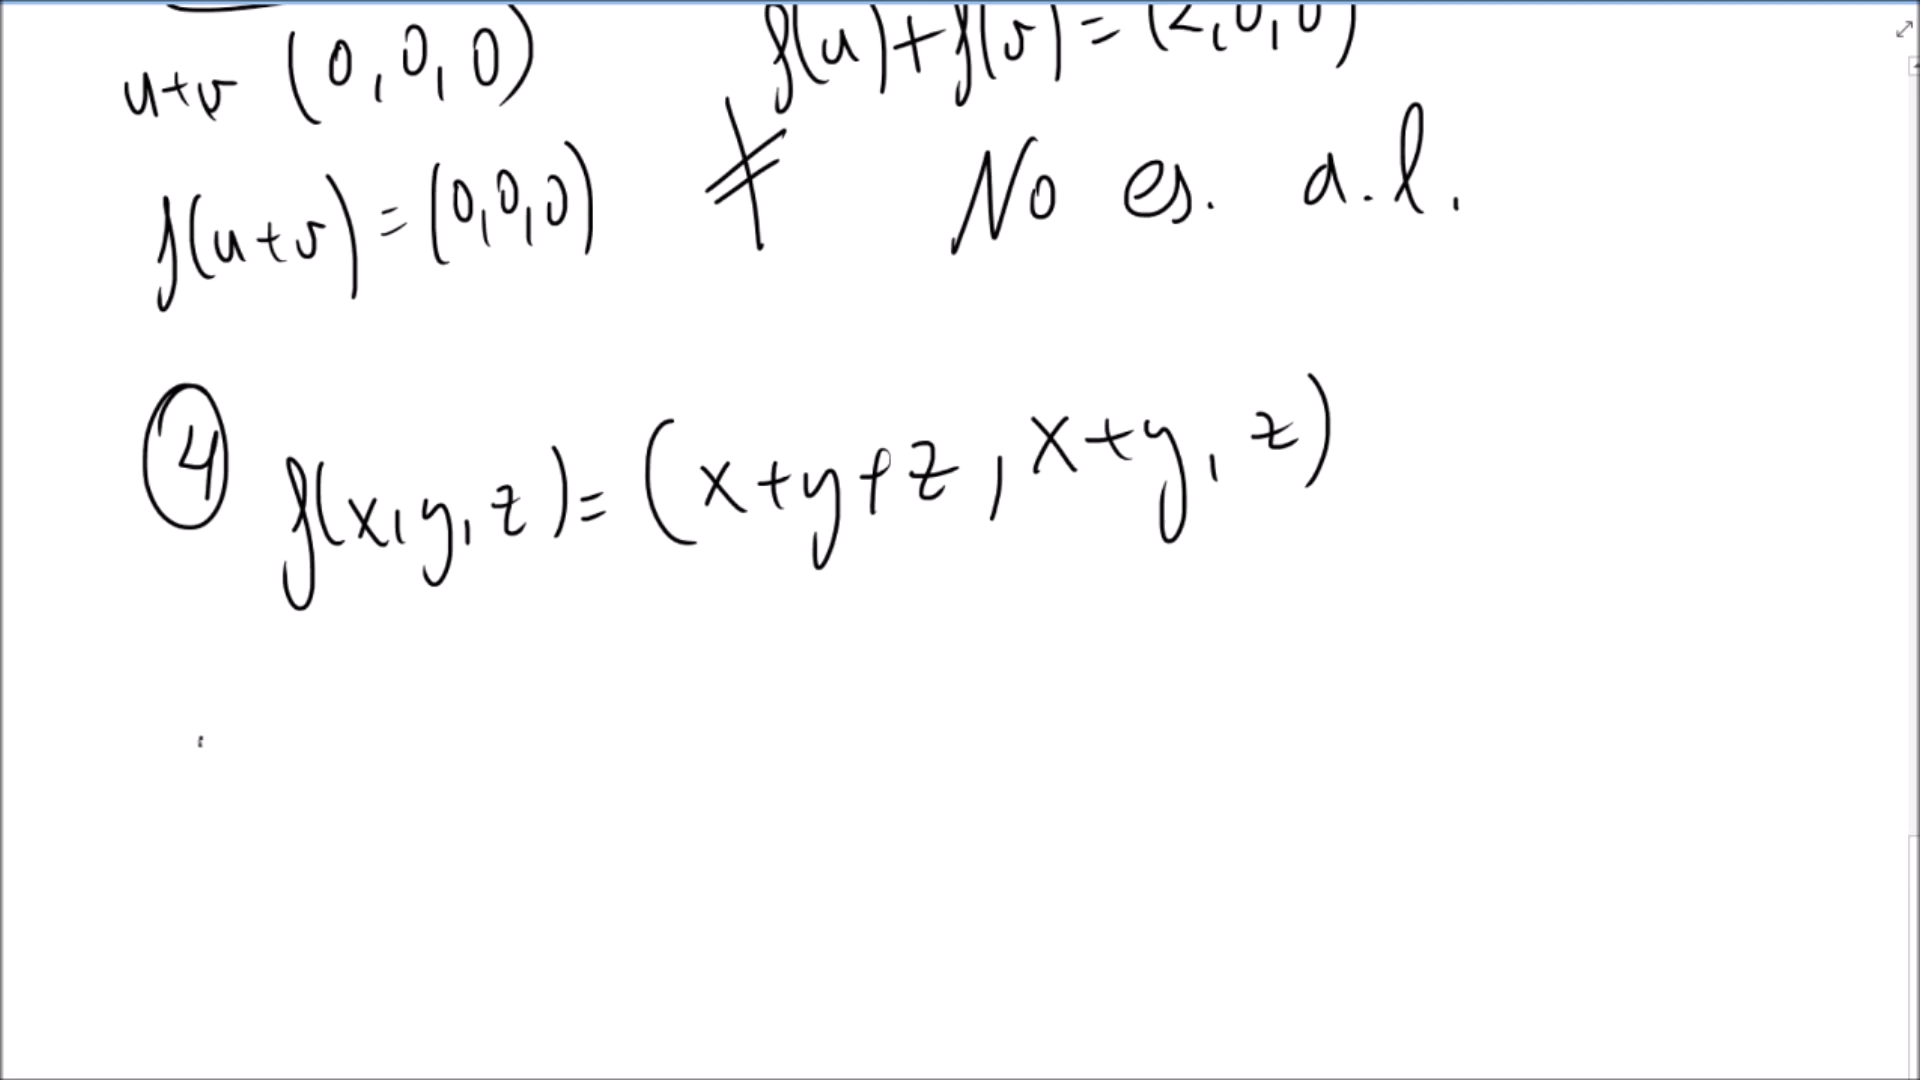 f(u)+f(v)=(2,0,0)
u+v (0,0,0)
f(u+v)=(0,0,0) ≠ No es. a.l.
④ f(x,y,z)=(x+y+z,x+y,z)